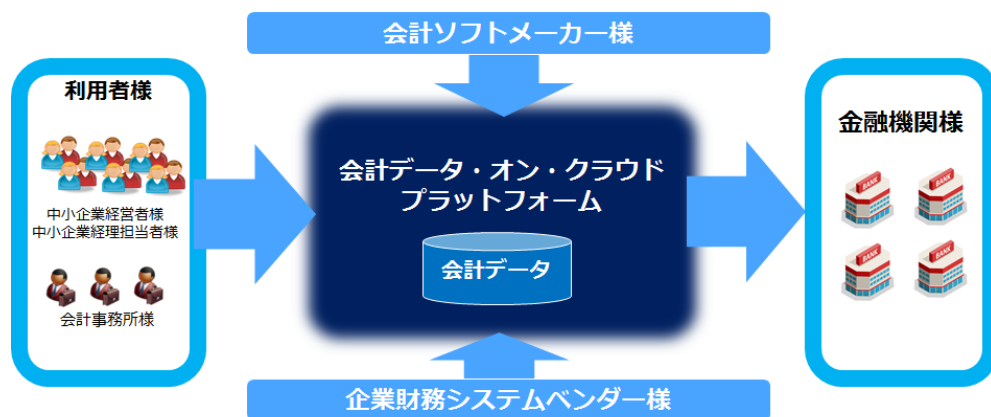 会計ソフトメーカー様
利用者様
中小企業経営者様
中小企業経理担当者様
会計事務所様
会計データ・オン・クラウド
プラットフォーム
会計データ
金融機関様
BANK
BANK
BANK
BANK
企業財務システムベンダー様